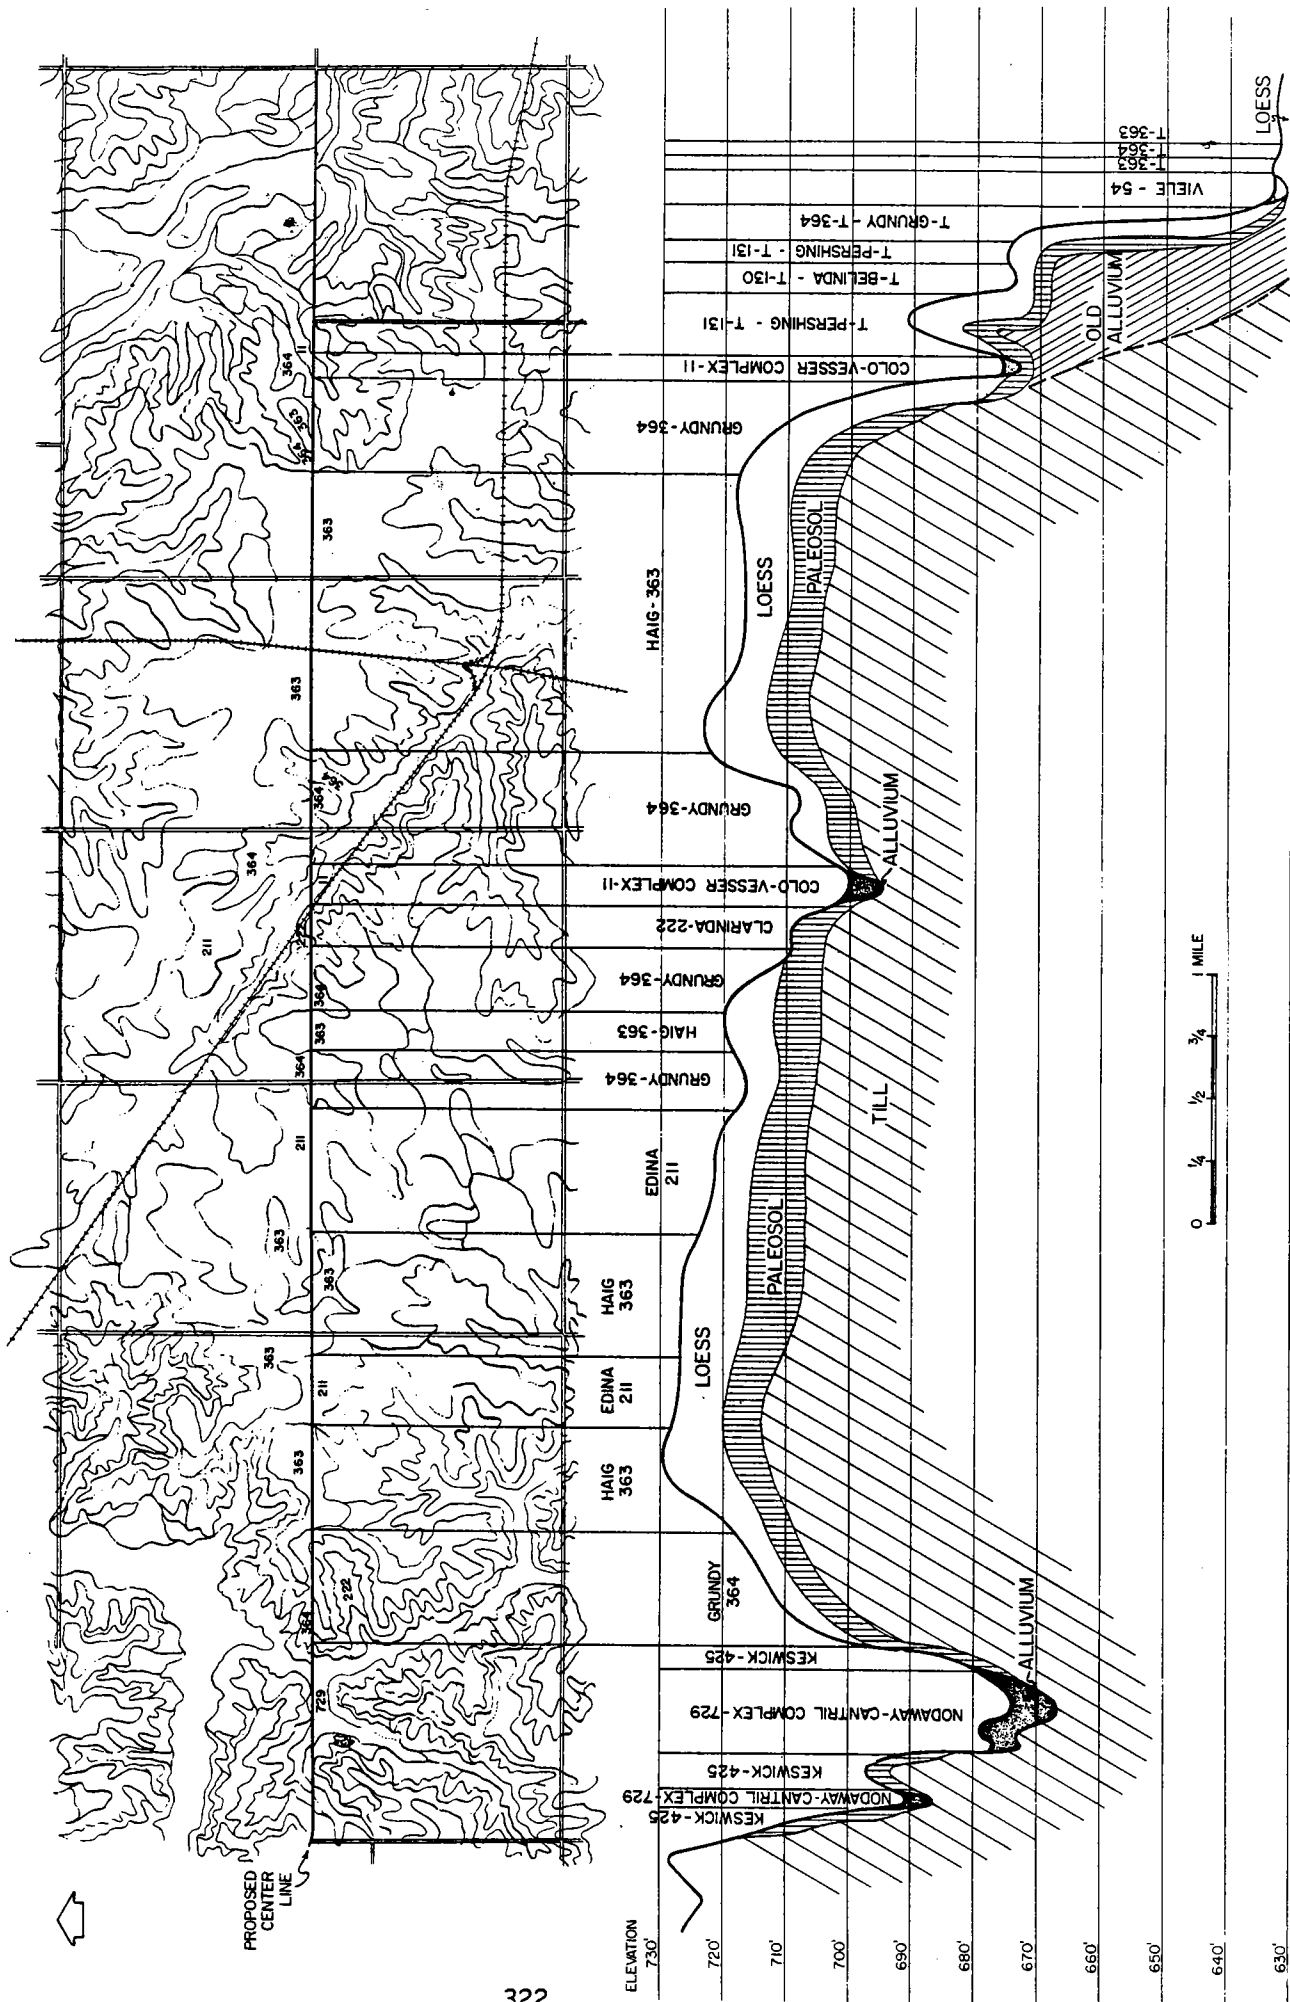 PROPOSED
CENTER
LINE
729
364
222
363
211
363
363
363
211
364
363
364
222
211
364
11
364
363
363
364
363
364
11
KESWICK-425
NODAWAY-CANTRIL COMPLEX-729
KESWICK-425
NODAWAY-CANTRIL COMPLEX-729
KESWICK-425
GRUNDY
364
HAIG
363
EDINA
211
HAIG
363
EDINA
211
GRUNDY-364
HAIG-363
GRUNDY-364
CLARINDA-222
COLO-VESSER COMPLEX-11
GRUNDY-364
HAIG-363
GRUNDY-364
COLO-VESSER COMPLEX-11
T-PERSHING - T-131
T-BELINDA - T-130
T-PERSHING - T-131
T-GRUNDY - T-364
VIELE - 54
T-363
T-364
T-363
LOESS
LOESS
LOESS
PALEOSOL
PALEOSOL
ALLUVIUM
ALLUVIUM
OLD
ALLUVIUM
TILL
ELEVATION
730'
720'
710'
700'
690'
680'
670'
660'
650'
640'
630'
0 1/4 1/2 3/4 1 MILE
322